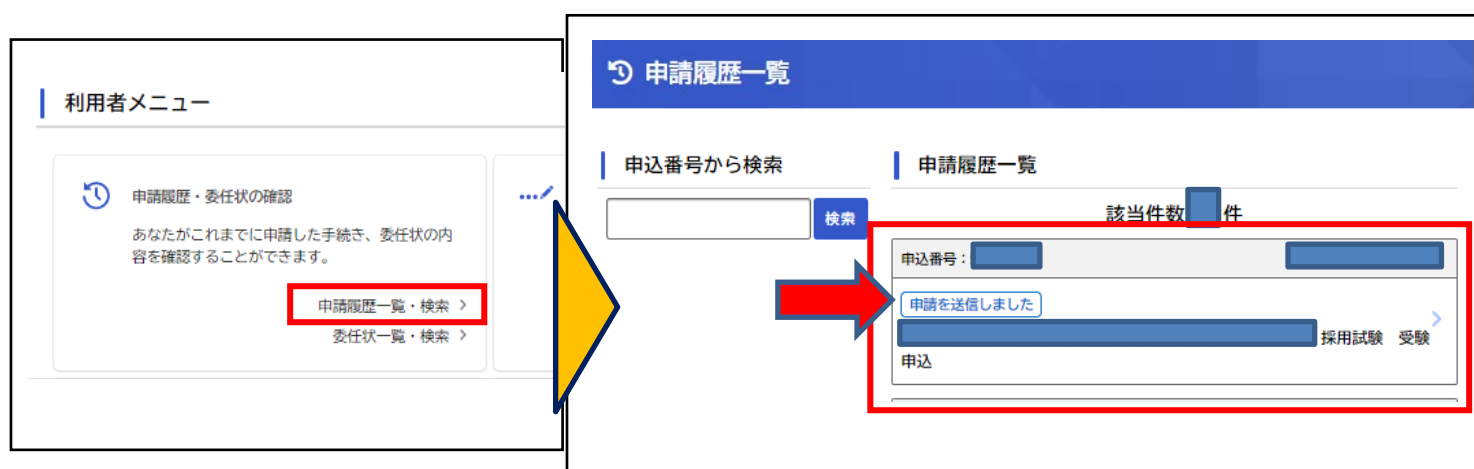 利用者メニュー
申請履歴・委任状の確認
あなたがこれまでに申請した手続き、委任状の内
容を確認することができます。
申請履歴一覧・検索
委任状一覧・検索
申請履歴一覧
申込番号から検索
検索
申請履歴一覧
該当件数 件
申込番号：
申請を送信しました
採用試験　受験
申込